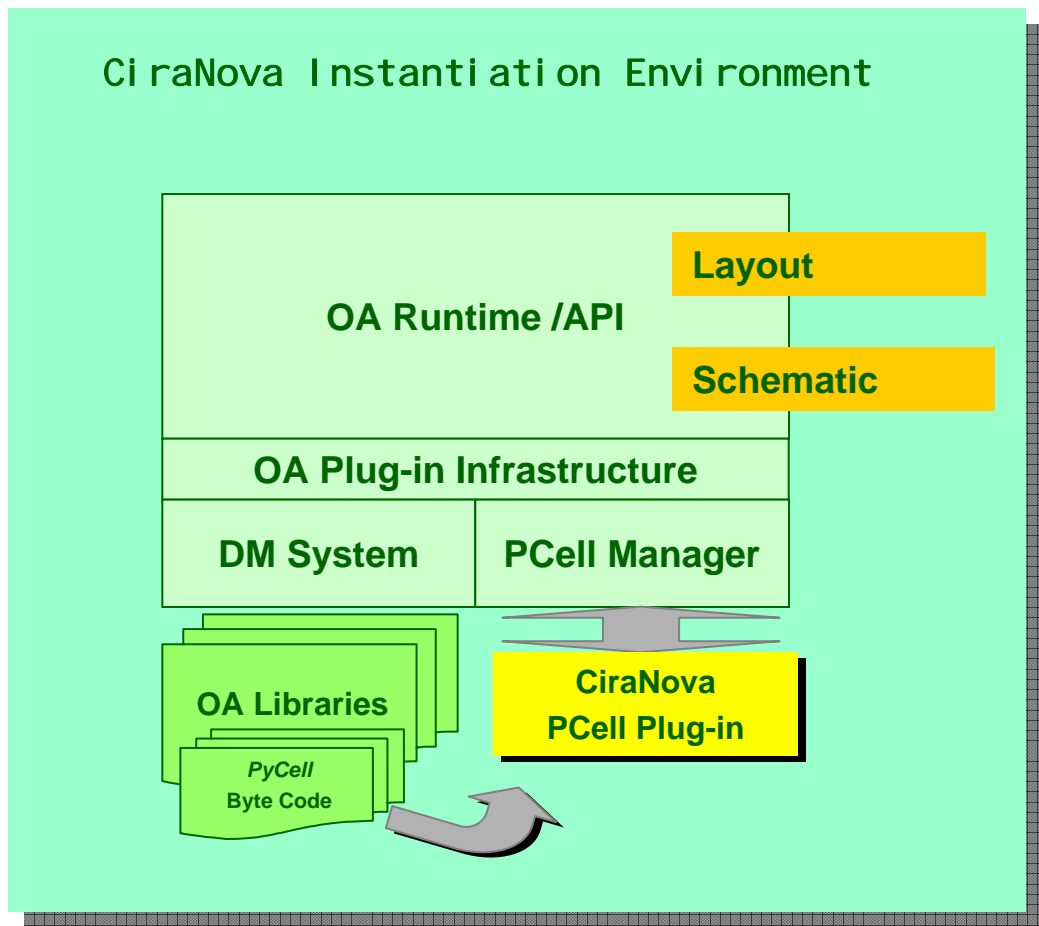 CiraNova Instantiation Environment
Layout
OA Runtime /API
Schematic
OA Plug-in Infrastructure
DM System
PCell Manager
OA Libraries
CiraNova
PCell Plug-in
PyCell
Byte Code